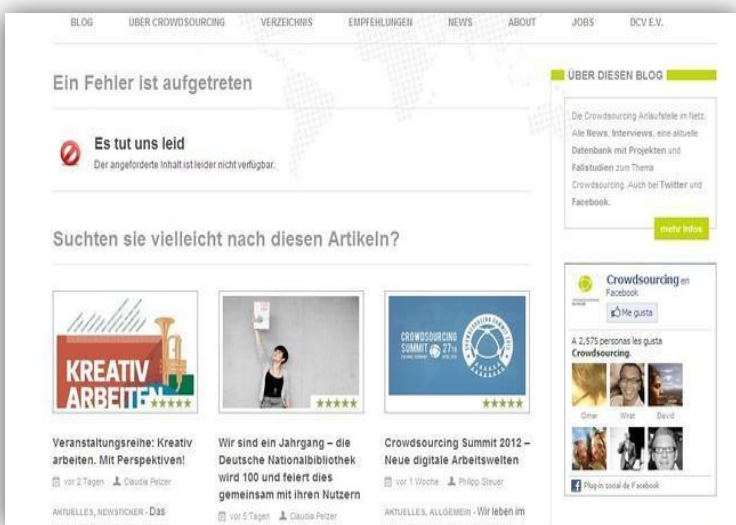 BLOG ÜBER CROWDSOURCING VERZEICHNIS EMPFEHLUNGEN NEWS ABOUT JOBS DCV E.V.
Ein Fehler ist aufgetreten
Es tut uns leid
Der angeforderte Inhalt ist leider nicht verfügbar.
Suchten sie vielleicht nach diesen Artikeln?
KREATIV
ARBEITEN
Veranstaltungsreihe: Kreativ
arbeiten. Mit Perspektiven!
vor 2 Tagen Claudia Pelzer
AKTUELLES, NEWSTICKER - Das
Wir sind ein Jahrgang – die
Deutsche Nationalbibliothek
wird 100 und feiert dies
gemeinsam mit ihren Nutzern
vor 5 Tagen Claudia Pelzer
CROWDSOURCING
SUMMIT 27TH
Crowdsourcing Summit 2012 –
Neue digitale Arbeitswelten
vor 1 Woche Philipp Steuer
AKTUELLES, ALLGEMEIN - Wir leben im
ÜBER DIESEN BLOG
Die Crowdsourcing Anlaufstelle im Netz.
Alle News, Interviews, eine aktuelle
Datenbank mit Projekten und
Fallstudien zum Thema
Crowdsourcing. Auch bei Twitter und
Facebook.
mehr Infos
Crowdsourcing en
Facebook
Me gusta
A 2,575 personas les gusta
Crowdsourcing.
Omar Wirat David
Plug-in social de Facebook